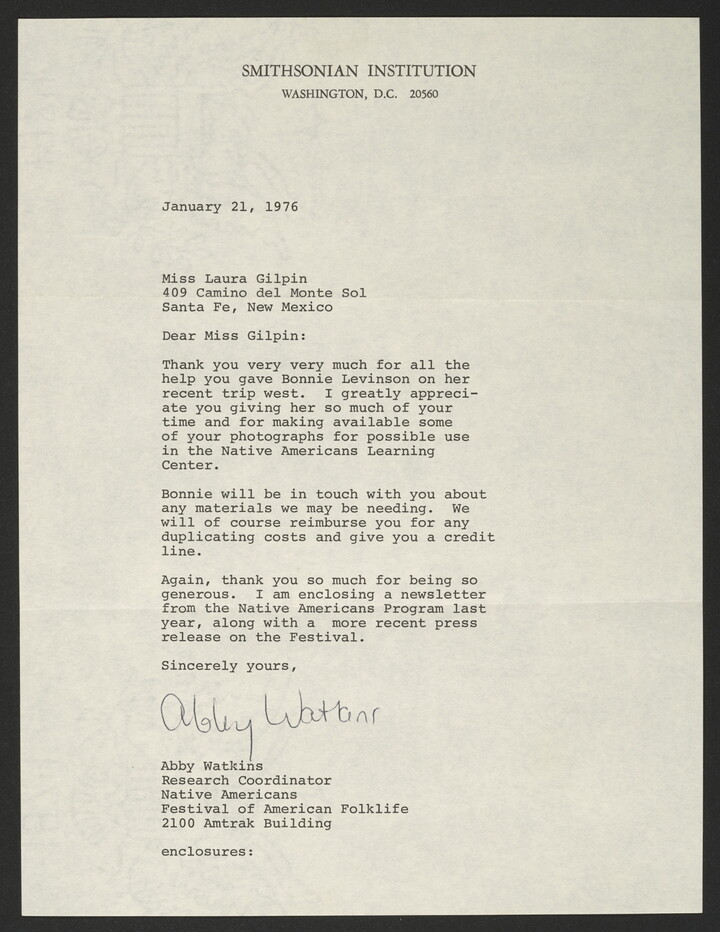 SMITHSONIAN INSTITUTION
WASHINGTON, D.C. 20560
January 21, 1976
Miss Laura Gilpin
409 Camino del Monte Sol
Santa Fe, New Mexico
Dear Miss Gilpin:
Thank you very very much for all the
help you gave Bonnie Levinson on her
recent trip west. I greatly appreci-
ate you giving her so much of your
time and for making available some
of your photographs for possible use
in the Native Americans Learning
Center.
Bonnie will be in touch with you about
any materials we may be needing. We
will of course reimburse you for any
duplicating costs and give you a credit
line.
Again, thank you so much for being so
generous. I am enclosing a newsletter
from the Native Americans Program last
year, along with a more recent press
release on the Festival.
Sincerely yours,
Abby Watkins
Abby Watkins
Research Coordinator
Native Americans
Festival of American Folklife
2100 Amtrak Building
enclosures: